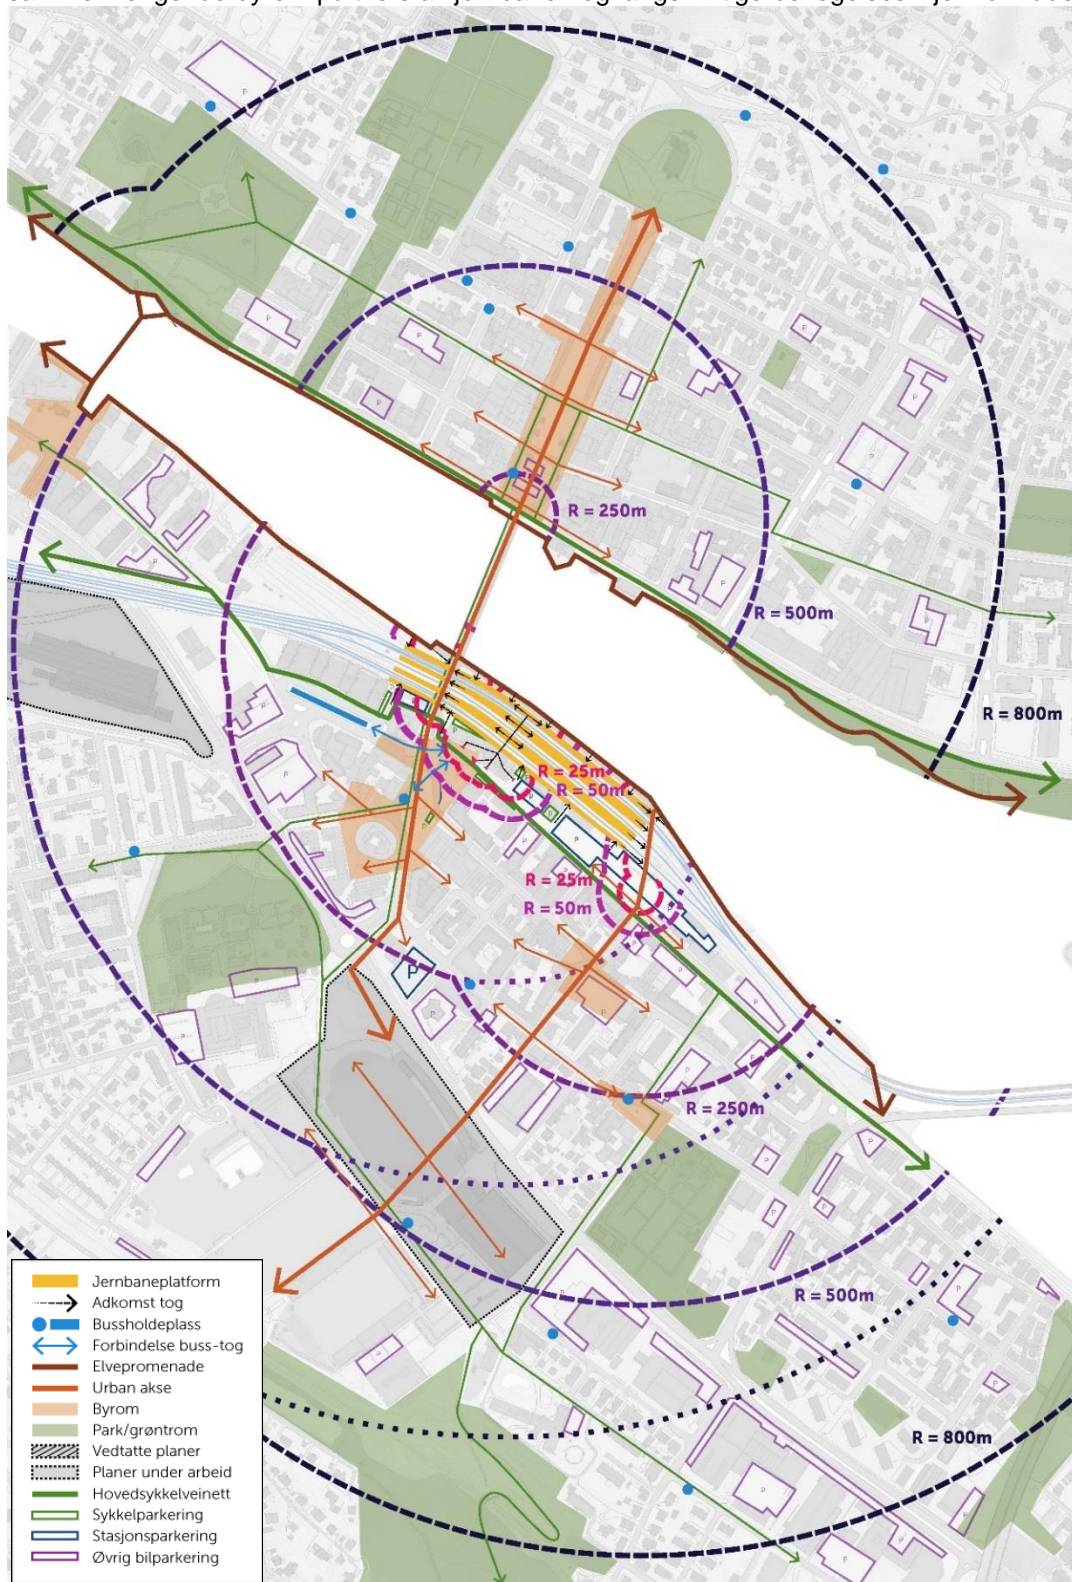 R = 250m
R = 500m
R = 800m
R = 25m
R = 50m
R = 25m
R = 50m
R = 250m
R = 500m
R = 800m
Jernbaneplatform
Adkomst tog
Bussholdeplass
Forbindelse buss-tog
Elvepromenade
Urban akse
Byrom
Park/grøntrom
Vedtatte planer
Planer under arbeid
Hovedsykkelveinett
Sykkelparkering
Stasjonsparkering
Øvrig bilparkering